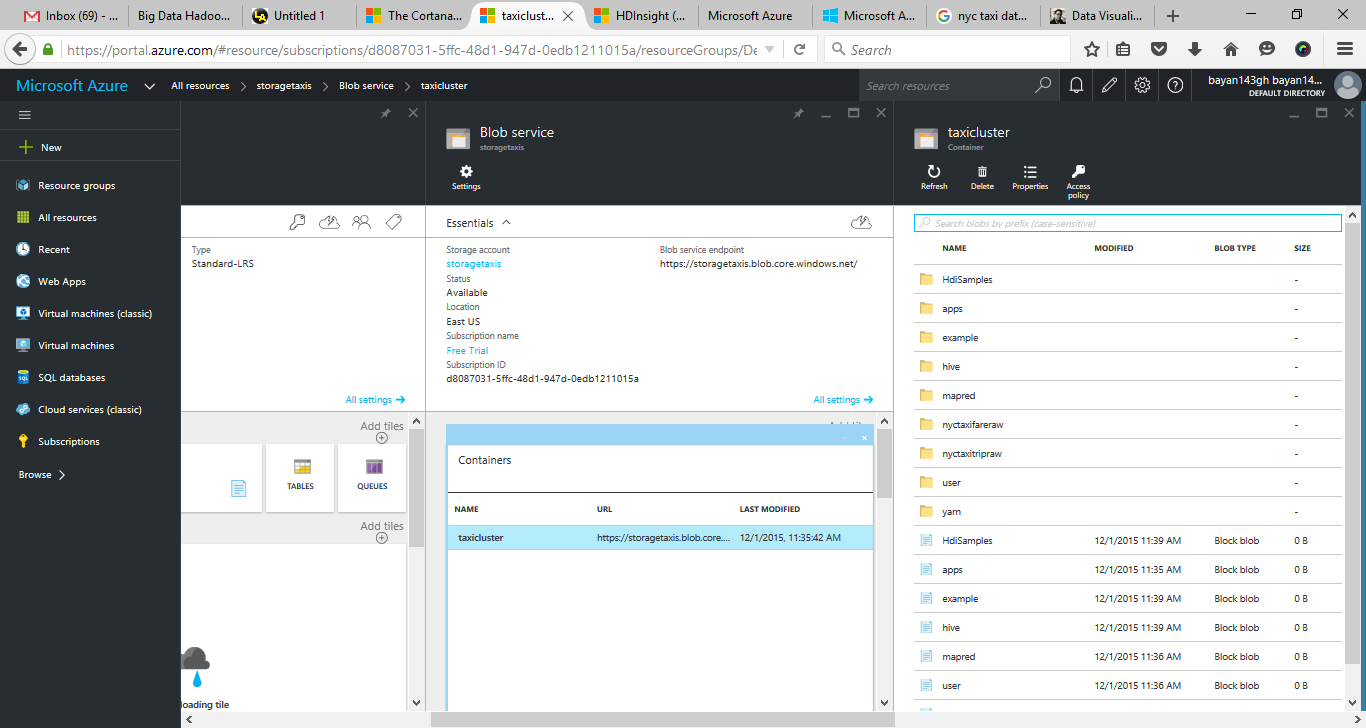 Inbox (69) - ...
Big Data Hadoo...
Untitled 1
The Cortana...
taxiclust...
HDInsight (...
Microsoft Azure
Microsoft A...
nyc taxi dat...
Data Visuali...
https://portal.azure.com/#resource/subscriptions/d8087031-5ffc-48d1-947d-0edb1211015a/resourceGroups/De
Search
Microsoft Azure
All resources > storagetaxis > Blob service > taxicluster
Search resources
bayan143gh bayan14...
DEFAULT DIRECTORY
New
Resource groups
All resources
Recent
Web Apps
Virtual machines (classic)
Virtual machines
SQL databases
Cloud services (classic)
Subscriptions
Browse >
Type
Standard-LRS
All settings →
Add tiles
TABLES
QUEUES
Add tiles
loading tile
Blob service
storagetaxis
Settings
Essentials
Storage account
storagetaxis
Status
Available
Location
East US
Subscription name
Free Trial
Subscription ID
d8087031-5ffc-48d1-947d-0edb1211015a
Blob service endpoint
https://storagetaxis.blob.core.windows.net/
All settings →
Containers
NAME URL LAST MODIFIED
taxicluster https://storagetaxis.blob.core.... 12/1/2015, 11:35:42 AM
taxicluster
Container
Refresh
Delete
Properties
Access policy
Search blobs by prefix (case-sensitive)
NAME MODIFIED BLOB TYPE SIZE
HdiSamples -
apps -
example -
hive -
mapred -
nyctaxifareraw -
nyctaxitripraw -
user -
yarn -
HdiSamples 12/1/2015 11:39 AM Block blob 0 B
apps 12/1/2015 11:35 AM Block blob 0 B
example 12/1/2015 11:39 AM Block blob 0 B
hive 12/1/2015 11:39 AM Block blob 0 B
mapred 12/1/2015 11:36 AM Block blob 0 B
user 12/1/2015 11:36 AM Block blob 0 B